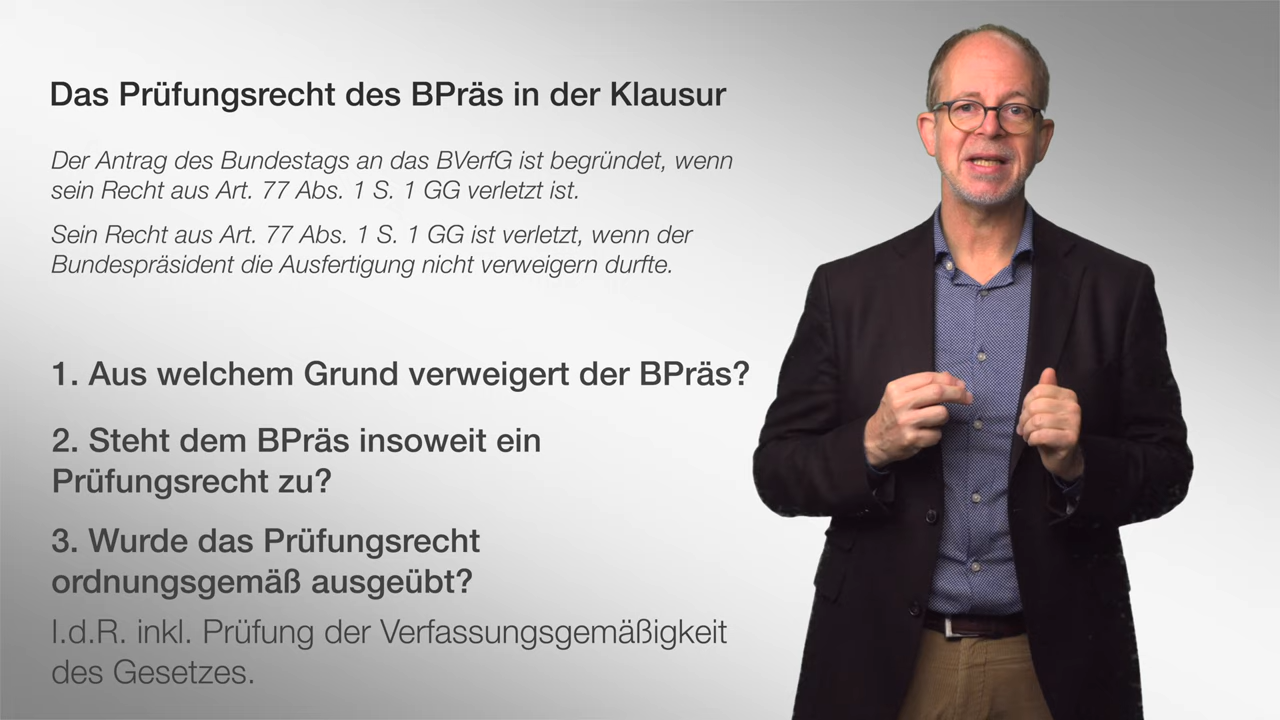 Das Prüfungsrecht des BPräs in der Klausur
Der Antrag des Bundestags an das BVerfG ist begründet, wenn
sein Recht aus Art. 77 Abs. 1 S. 1 GG verletzt ist.
Sein Recht aus Art. 77 Abs. 1 S. 1 GG ist verletzt, wenn der
Bundespräsident die Ausfertigung nicht verweigern durfte.
1. Aus welchem Grund verweigert der BPräs?
2. Steht dem BPräs insoweit ein
Prüfungsrecht zu?
3. Wurde das Prüfungsrecht
ordnungsgemäß ausgeübt?
I.d.R. inkl. Prüfung der Verfassungsgemäßigkeit
des Gesetzes.